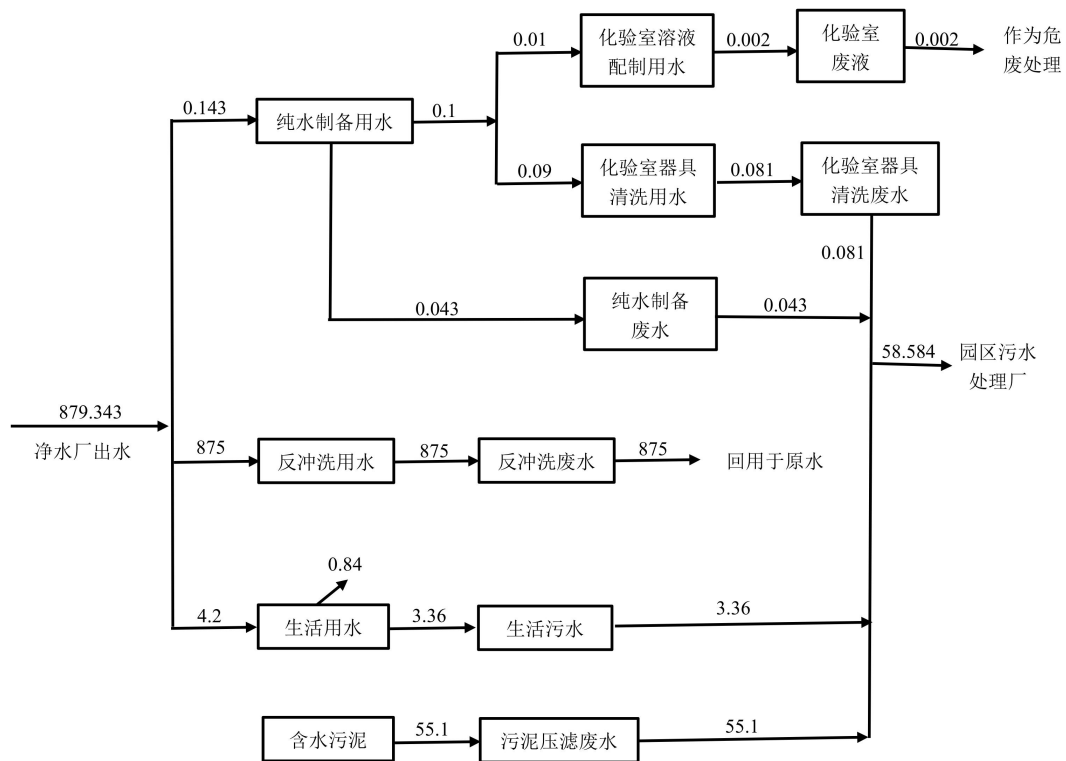 0.01
化验室溶液
配制用水
0.002
化验室
废液
0.002
作为危
废处理
0.143
纯水制备用水
0.1
0.09
化验室器具
清洗用水
0.081
化验室器具
清洗废水
0.081
0.043
纯水制备
废水
0.043
58.584
园区污水
处理厂
879.343
净水厂出水
875
反冲洗用水
875
反冲洗废水
875
回用于原水
0.84
4.2
生活用水
3.36
生活污水
3.36
含水污泥
55.1
污泥压滤废水
55.1